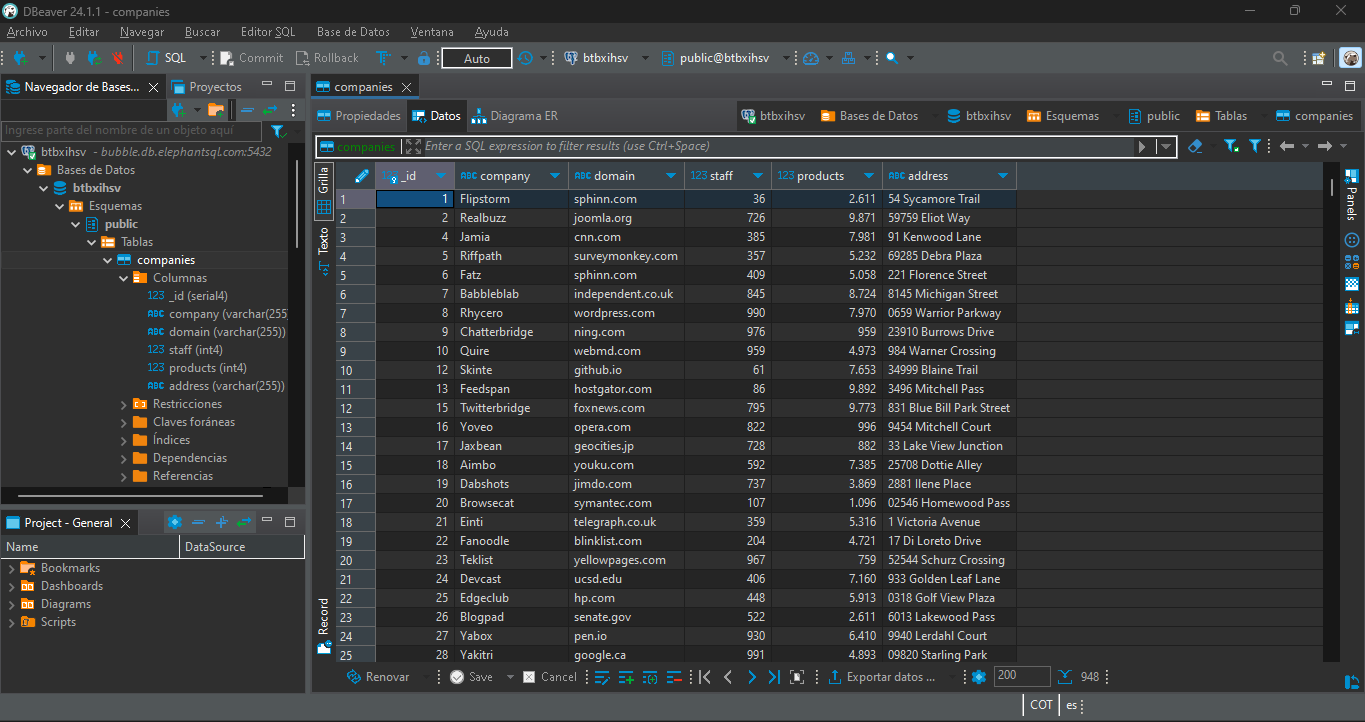 DBeaver 24.1.1 - companies
Archivo Editar Navegar Buscar Editor SQL Base de Datos Ventana Ayuda
SQL Commit Rollback Auto btbxihsv public@btbxihsv
Navegador de Bases... Proyectos
Ingrese parte del nombre de un objeto aquí
btbxihsv - bubble.db.elephantsql.com:5432
Bases de Datos
btbxihsv
Esquemas
public
Tablas
companies
Columnas
123 _id (serial4)
ABC company (varchar(255
ABC domain (varchar(255))
123 staff (int4)
123 products (int4)
ABC address (varchar(255))
Restricciones
Claves foráneas
Índices
Dependencias
Referencias
Project - General
Name DataSource
Bookmarks
Dashboards
Diagrams
Scripts
companies
Propiedades Datos Diagrama ER btbxihsv Bases de Datos btbxihsv Esquemas public Tablas companies
companies Enter a SQL expression to filter results (use Ctrl+Space)
Grilla
Texto
Record
123 _id ABC company ABC domain 123 staff 123 products ABC address
1 1 Flipstorm sphinn.com 36 2.611 54 Sycamore Trail
2 2 Realbuzz joomla.org 726 9.871 59759 Eliot Way
3 4 Jamia cnn.com 385 7.981 91 Kenwood Lane
4 5 Riffpath surveymonkey.com 357 5.232 69285 Debra Plaza
5 6 Fatz sphinn.com 409 5.058 221 Florence Street
6 7 Babbleblab independent.co.uk 845 8.724 8145 Michigan Street
7 8 Rhycero wordpress.com 990 7.970 0659 Warrior Parkway
8 9 Chatterbridge ning.com 976 959 23910 Burrows Drive
9 10 Quire webmd.com 959 4.973 984 Warner Crossing
10 12 Skinte github.io 61 7.653 34999 Blaine Trail
11 13 Feedspan hostgator.com 86 9.892 3496 Mitchell Pass
12 15 Twitterbridge foxnews.com 795 9.773 831 Blue Bill Park Street
13 16 Yoveo opera.com 822 996 9454 Mitchell Court
14 17 Jaxbean geocities.jp 728 882 33 Lake View Junction
15 18 Aimbo youku.com 592 7.385 25708 Dottie Alley
16 19 Dabshots jimdo.com 737 3.869 2881 Ilene Place
17 20 Browsecat symantec.com 107 1.096 02546 Homewood Pass
18 21 Einti telegraph.co.uk 359 5.316 1 Victoria Avenue
19 22 Fanoodle blinklist.com 204 4.721 17 Di Loreto Drive
20 23 Teklist yellowpages.com 967 759 52544 Schurz Crossing
21 24 Devcast ucsd.edu 406 7.160 933 Golden Leaf Lane
22 25 Edgeclub hp.com 448 5.913 0318 Golf View Plaza
23 26 Blogpad senate.gov 522 2.611 6013 Lakewood Pass
24 27 Yabox pen.io 930 6.410 9940 Lerdahl Court
25 28 Yakitri google.ca 991 4.893 09820 Starling Park
Panels
Renovar Save Cancel Exportar datos ... 200 948
COT es